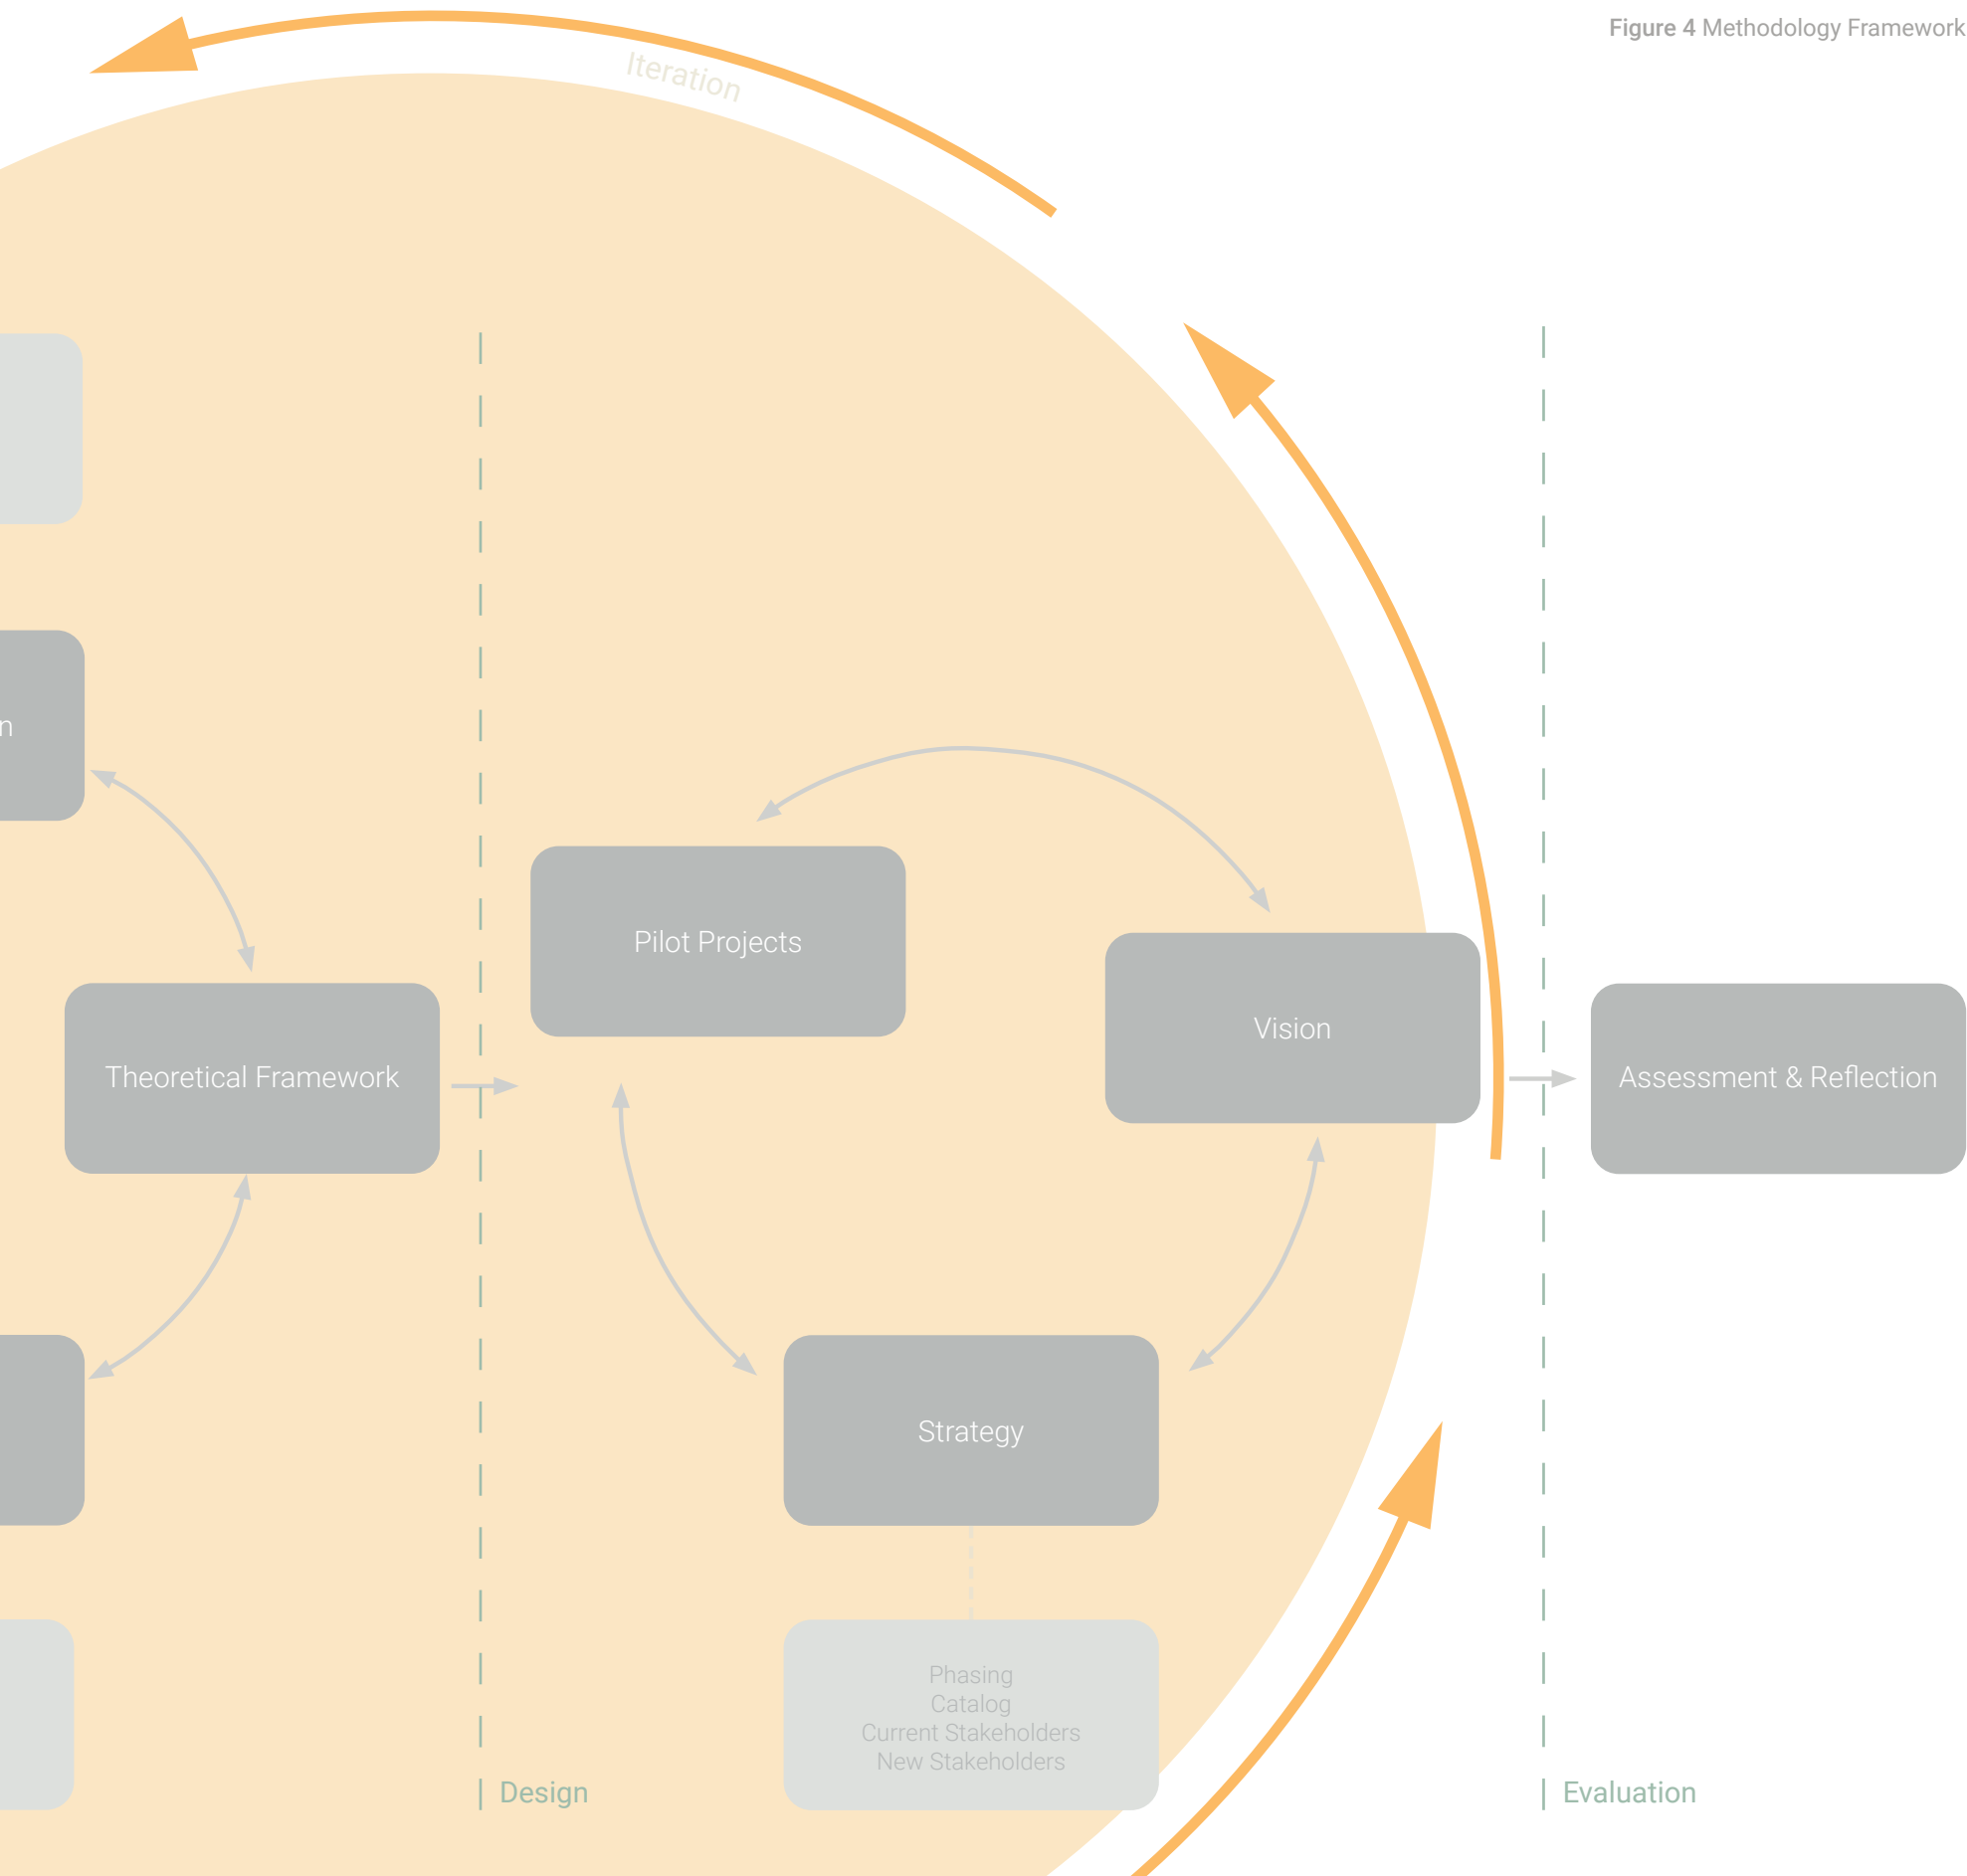 Figure 4 Methodology Framework
Iteration
n
Pilot Projects
Vision
Theoretical Framework
Assessment & Reflection
Strategy
Phasing
Catalog
Current Stakeholders
New Stakeholders
Design
Evaluation